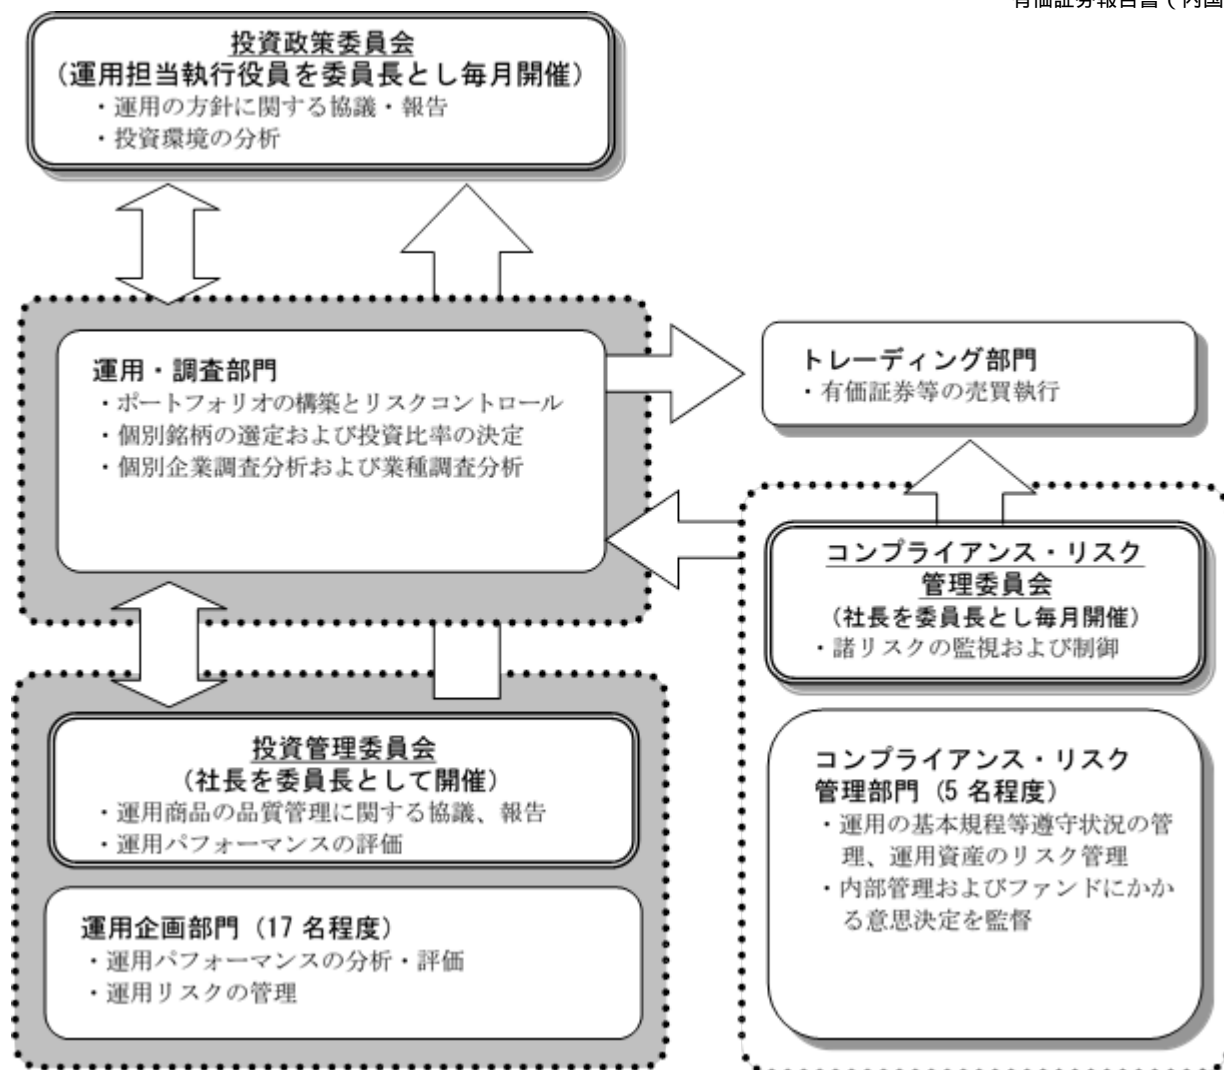 有価証券報告書（内国
投資政策委員会
（運用担当執行役員を委員長とし毎月開催）
・運用の方針に関する協議・報告
・投資環境の分析
運用・調査部門
・ポートフォリオの構築とリスクコントロール
・個別銘柄の選定および投資比率の決定
・個別企業調査分析および業種調査分析
トレーディング部門
・有価証券等の売買執行
コンプライアンス・リスク
管理委員会
（社長を委員長とし毎月開催）
・諸リスクの監視および制御
投資管理委員会
（社長を委員長として開催）
・運用商品の品質管理に関する協議、報告
・運用パフォーマンスの評価
運用企画部門（17 名程度）
・運用パフォーマンスの分析・評価
・運用リスクの管理
コンプライアンス・リスク
管理部門（5 名程度）
・運用の基本規程等遵守状況の管
理、運用資産のリスク管理
・内部管理およびファンドにかか
る意思決定を監督